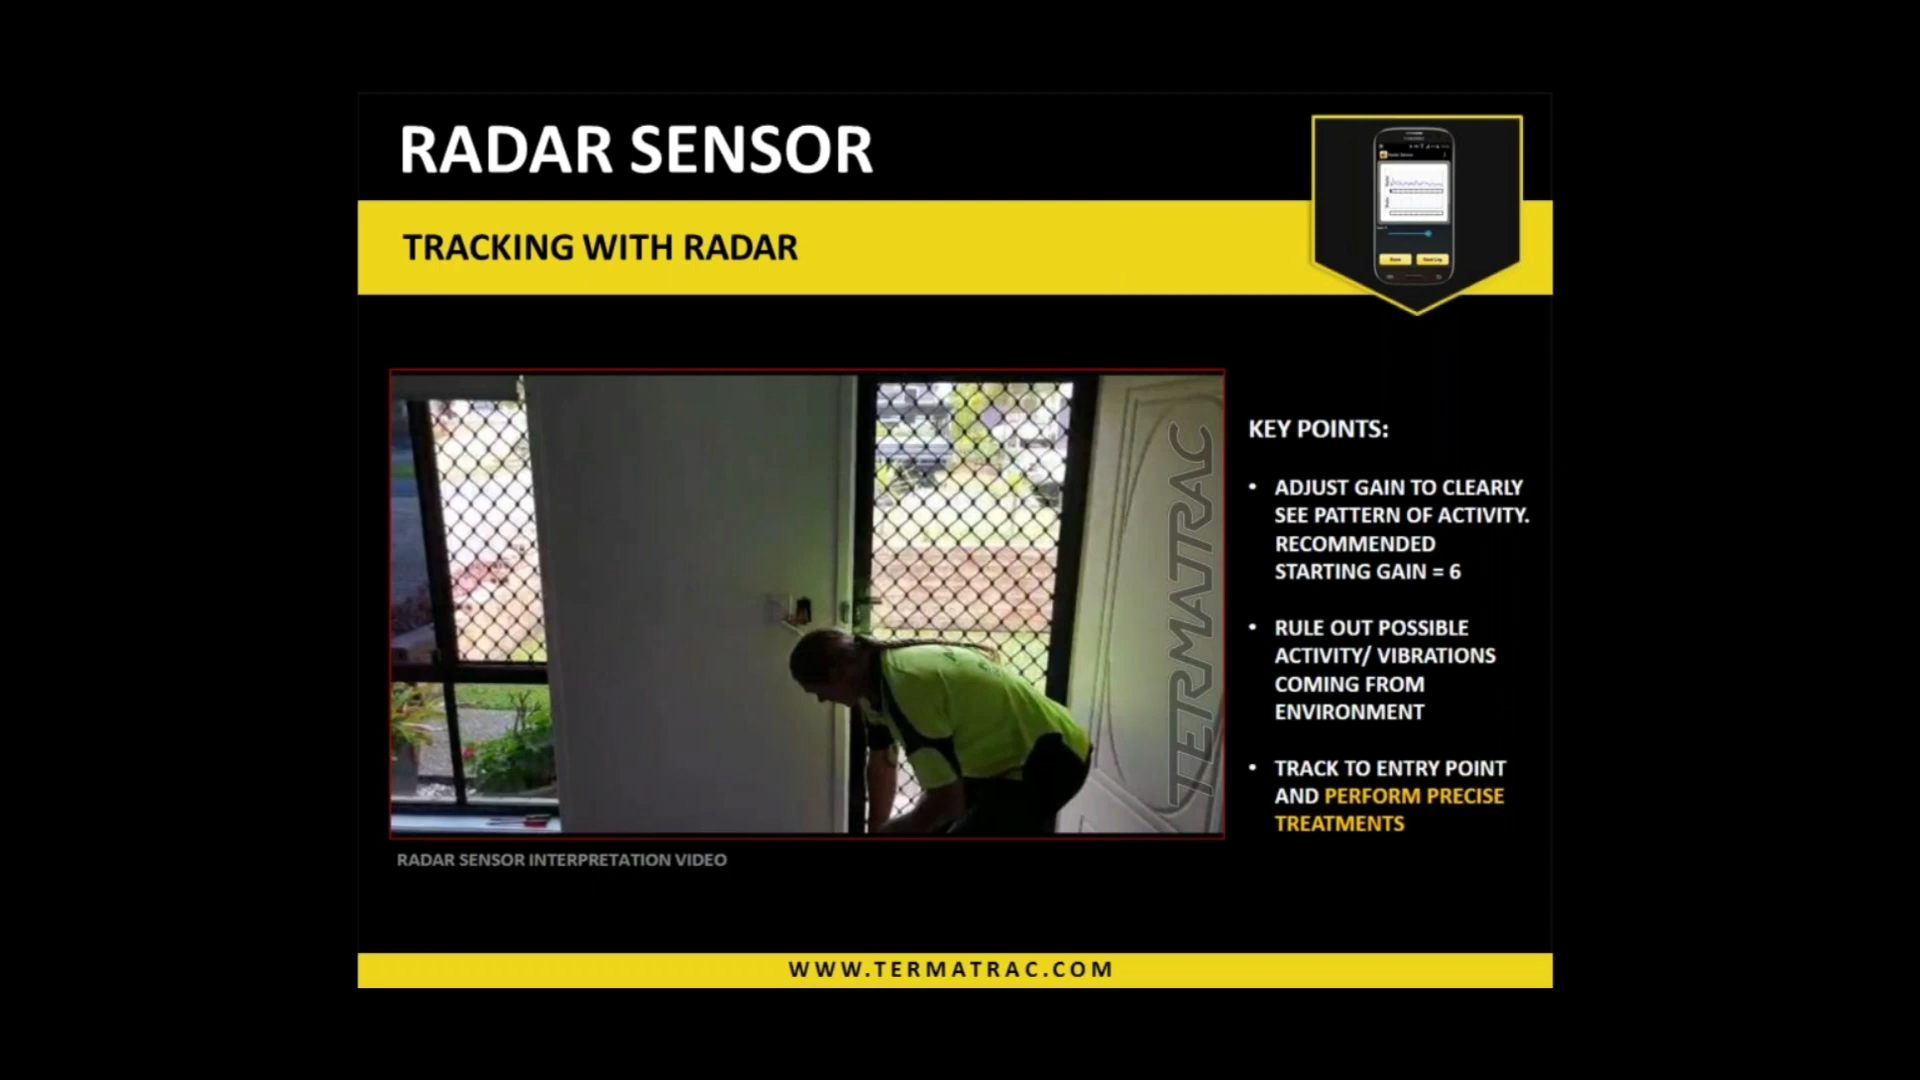 RADAR SENSOR
TRACKING WITH RADAR
TERMATRAC
KEY POINTS:
• ADJUST GAIN TO CLEARLY
SEE PATTERN OF ACTIVITY.
RECOMMENDED
STARTING GAIN = 6
• RULE OUT POSSIBLE
ACTIVITY/ VIBRATIONS
COMING FROM
ENVIRONMENT
• TRACK TO ENTRY POINT
AND PERFORM PRECISE
TREATMENTS
RADAR SENSOR INTERPRETATION VIDEO
WWW.TERMATRAC.COM